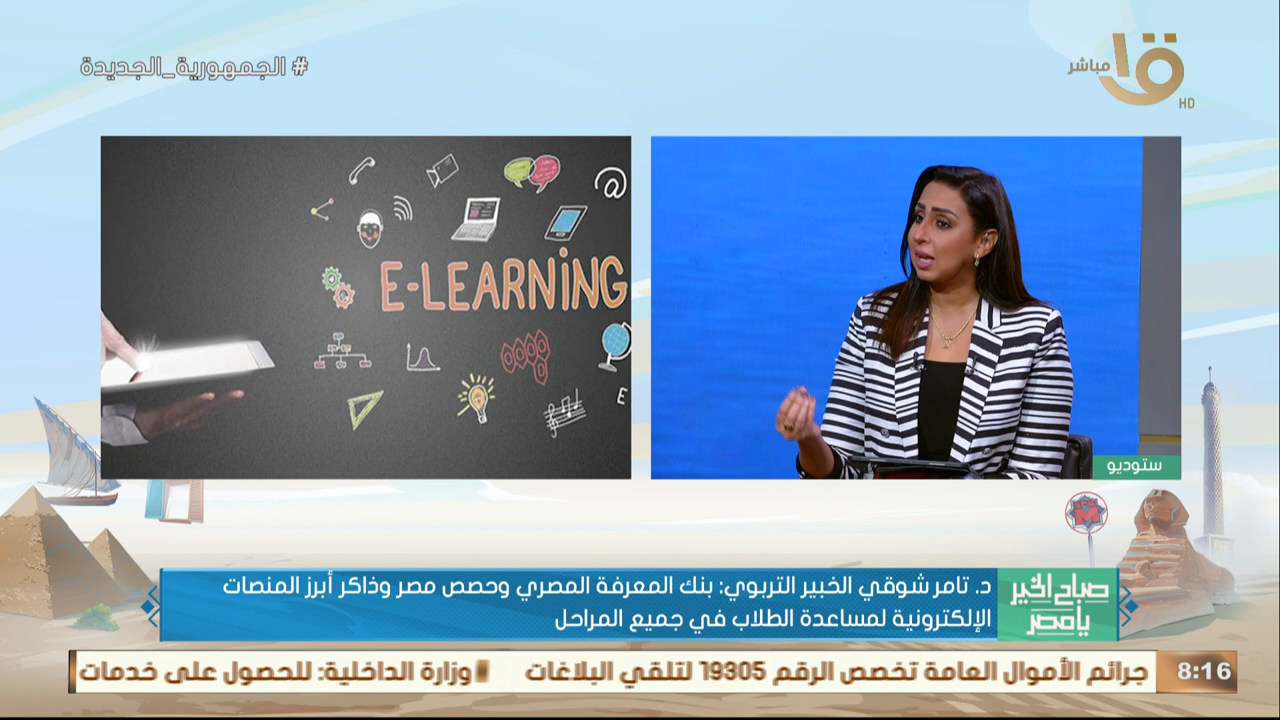 #الجمهورية_الجديدة
مباشر
HD
@
E-LEARNING
E
ستوديو
M
صباح الخير
يا مصر
د. تامر شوقي الخبير التربوي: بنك المعرفة المصري وحصص مصر وذاكر أبرز المنصات
الإلكترونية لمساعدة الطلاب في جميع المراحل
8:16
جرائم الأموال العامة تخصص الرقم 19305 لتلقي البلاغات
وزارة الداخلية: للحصول على خدمات